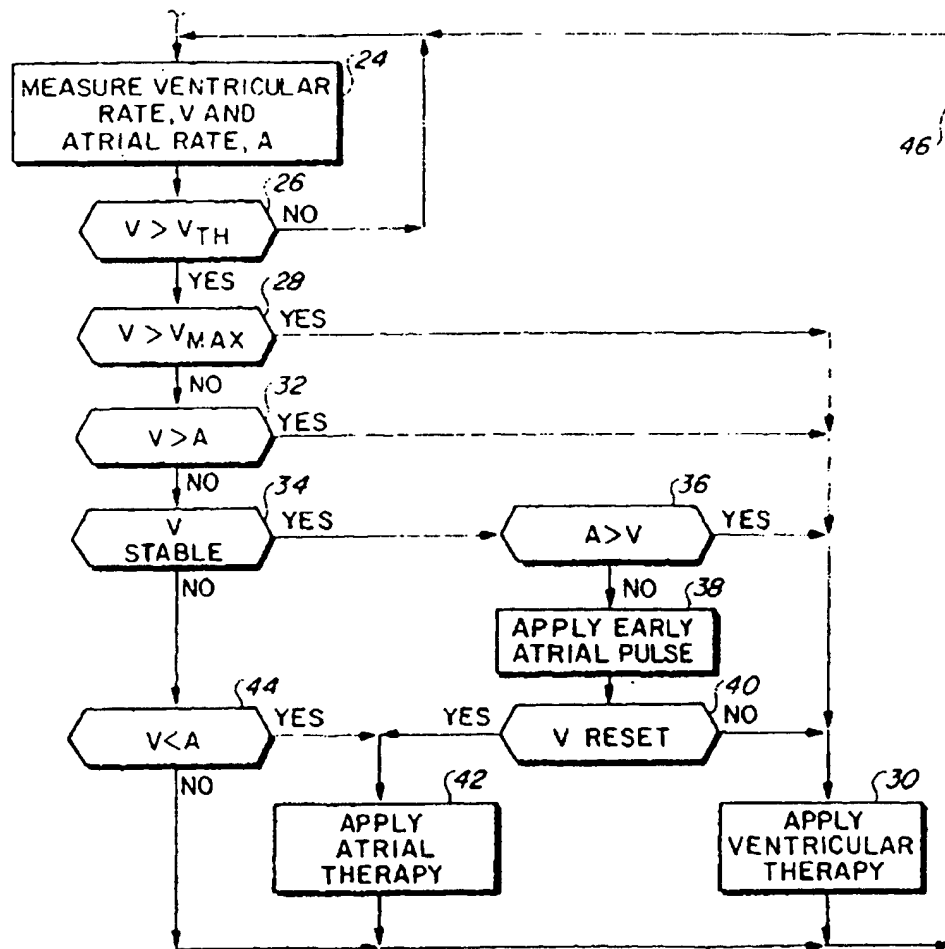 24
MEASURE VENTRICULAR
RATE, V AND
ATRIAL RATE, A
46
26
V > V_TH
NO
YES
28
V > V_MAX
YES
NO
32
V > A
YES
NO
34
V
STABLE
YES
NO
36
A > V
YES
NO
38
APPLY EARLY
ATRIAL PULSE
40
V RESET
YES
NO
44
V < A
YES
NO
42
APPLY
ATRIAL
THERAPY
30
APPLY
VENTRICULAR
THERAPY